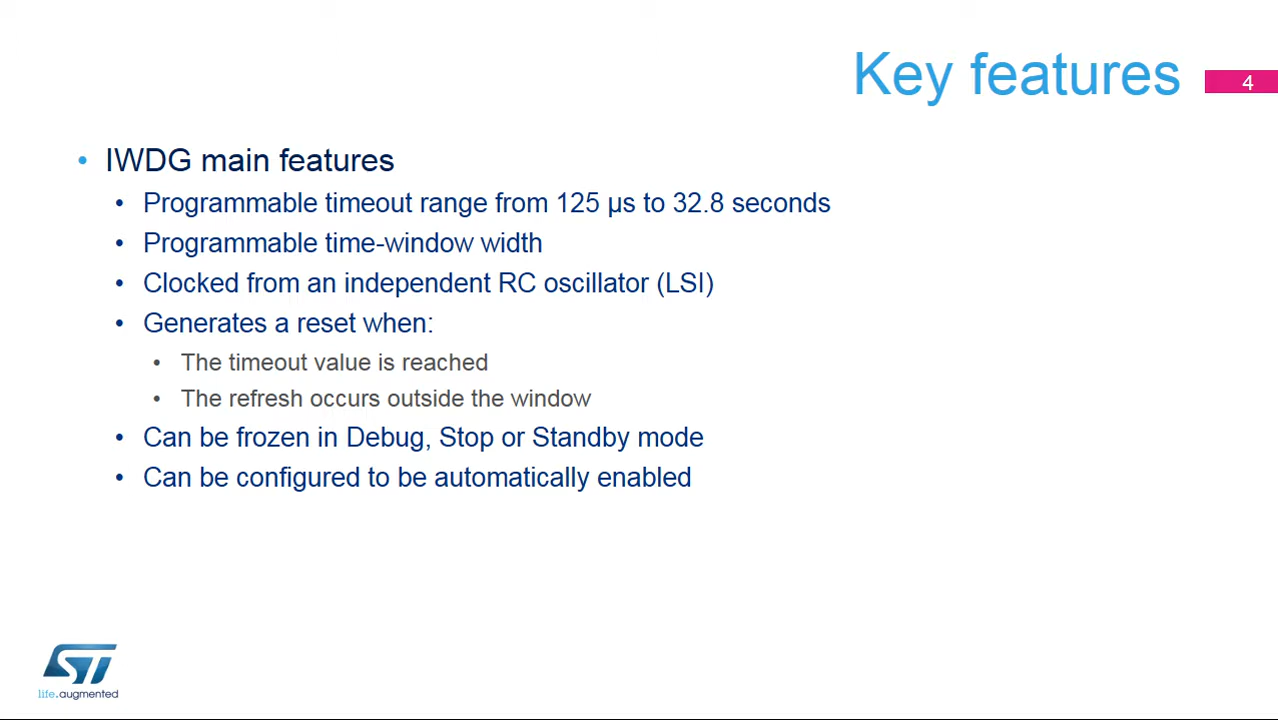 Key features
4
• IWDG main features
• Programmable timeout range from 125 µs to 32.8 seconds
• Programmable time-window width
• Clocked from an independent RC oscillator (LSI)
• Generates a reset when:
• The timeout value is reached
• The refresh occurs outside the window
• Can be frozen in Debug, Stop or Standby mode
• Can be configured to be automatically enabled
ST
life.augmented